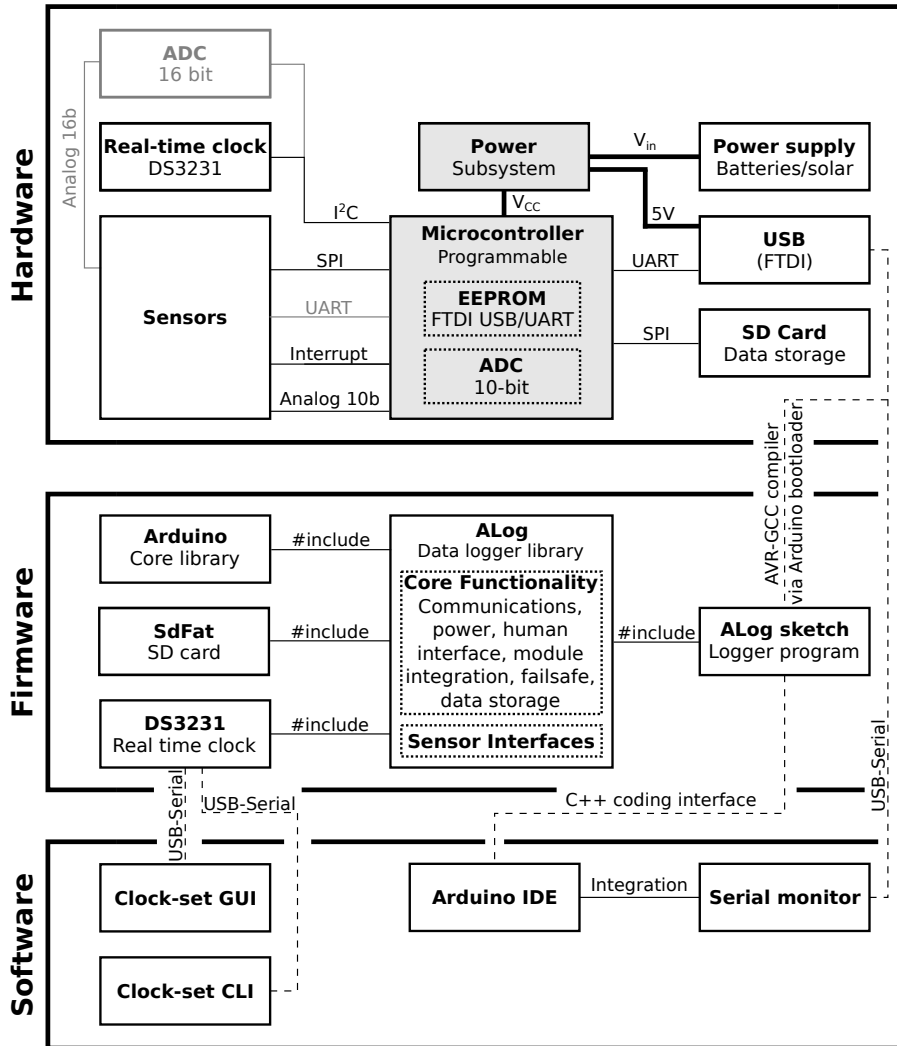 Hardware
ADC
16 bit
Analog 16b
Real-time clock
DS3231
Power
Subsystem
V_in
Power supply
Batteries/solar
V_CC
5V
I²C
Sensors
SPI
UART
Interrupt
Analog 10b
Microcontroller
Programmable
EEPROM
FTDI USB/UART
ADC
10-bit
UART
USB
(FTDI)
SPI
SD Card
Data storage
AVR-GCC compiler
via Arduino bootloader
Firmware
Arduino
Core library
#include
SdFat
SD card
#include
DS3231
Real time clock
#include
ALog
Data logger library
Core Functionality
Communications,
power, human
interface, module
integration, failsafe,
data storage
Sensor Interfaces
#include
ALog sketch
Logger program
USB-Serial
USB-Serial
C++ coding interface
USB-Serial
Software
Clock-set GUI
Clock-set CLI
Arduino IDE
Integration
Serial monitor